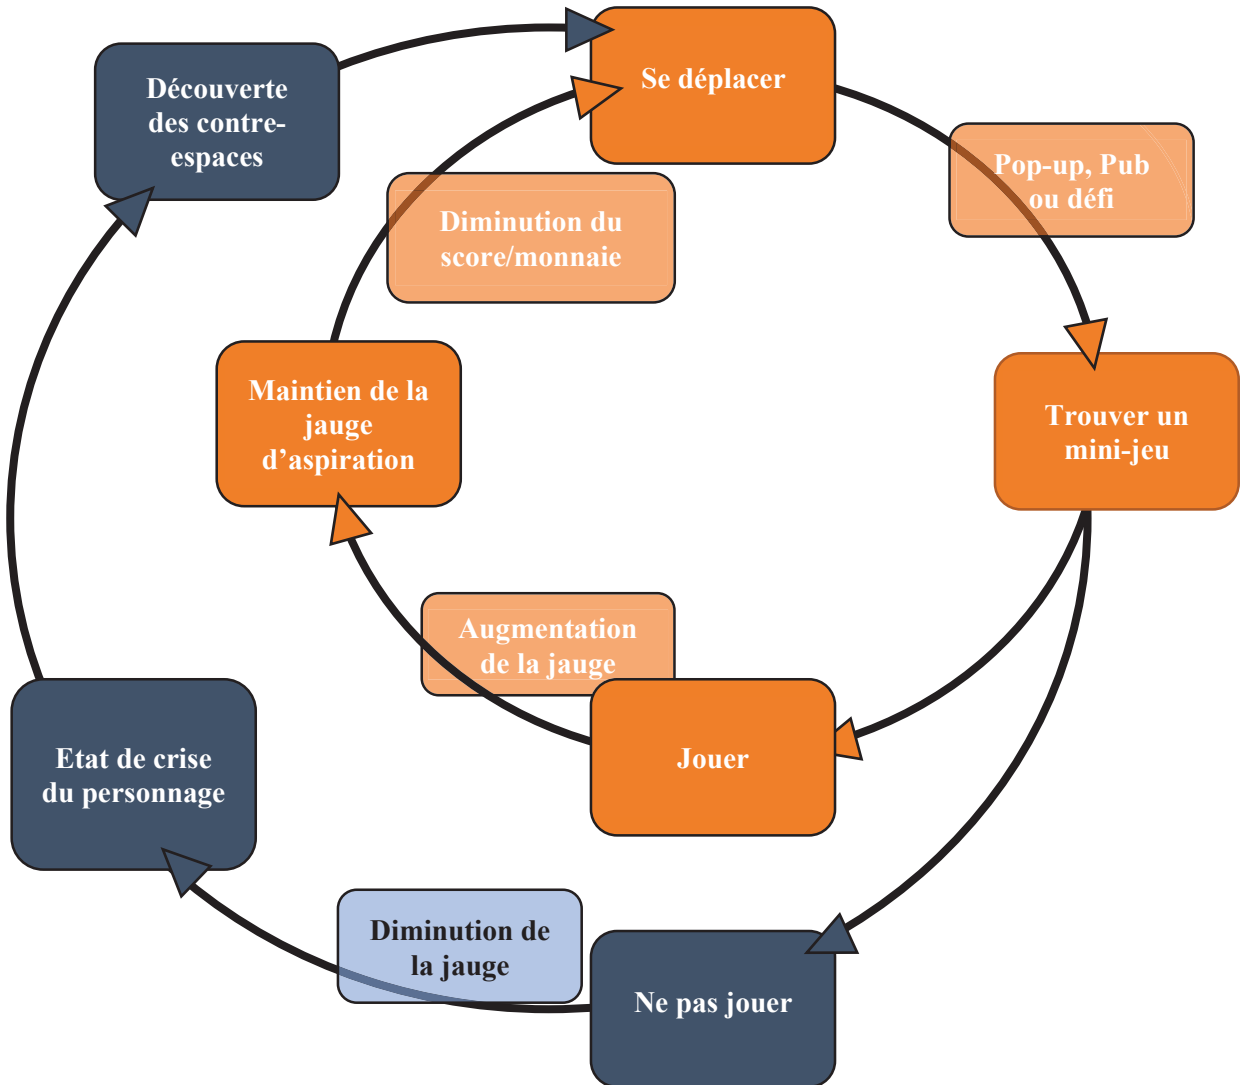 Découverte
des contre-
espaces
Se déplacer
Pop-up, Pub
ou défi
Diminution du
score/monnaie
Maintien de la
jauge
d’aspiration
Trouver un
mini-jeu
Augmentation
de la jauge
Jouer
Etat de crise
du personnage
Diminution de
la jauge
Ne pas jouer